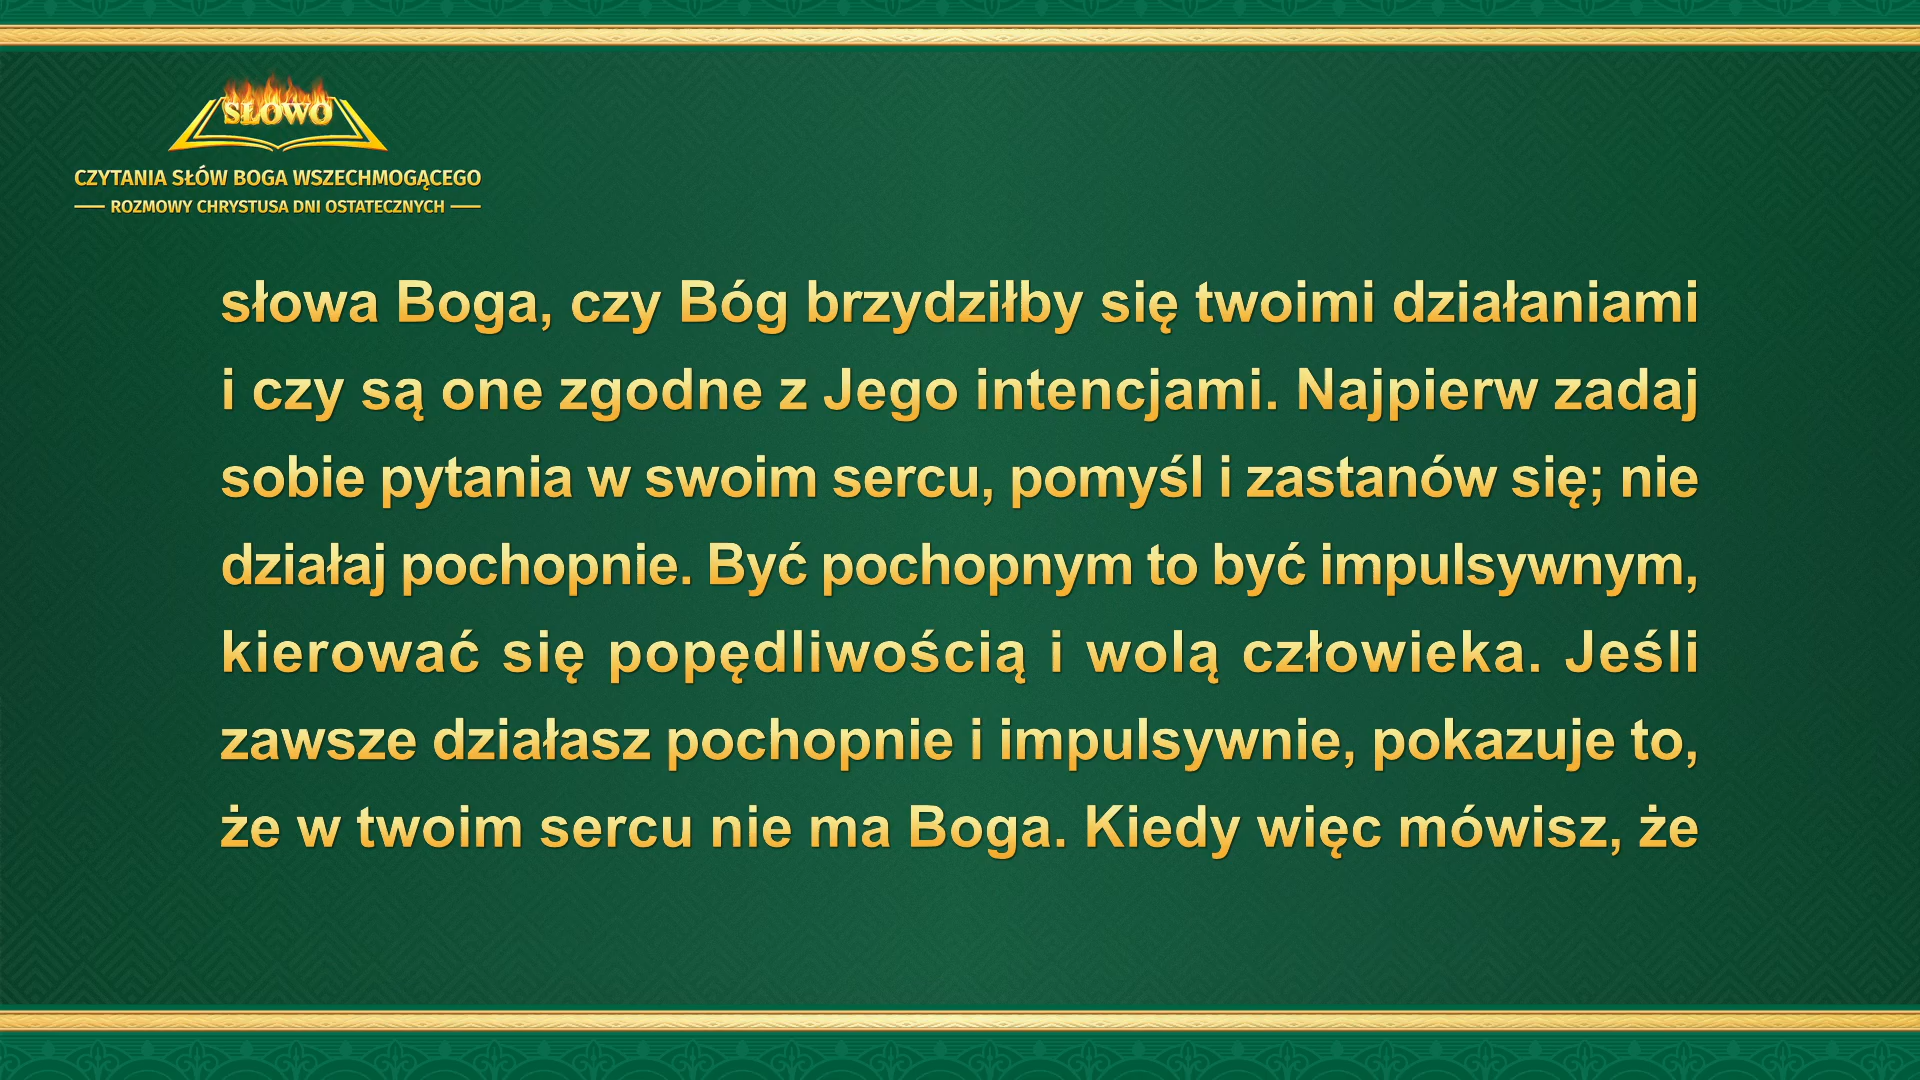 SŁOWO
CZYTANIA SŁÓW BOGA WSZECHMOGĄCEGO
ROZMOWY CHRYSTUSA DNI OSTATECZNYCH
słowa Boga, czy Bóg brzydziłby się twoimi działaniami
i czy są one zgodne z Jego intencjami. Najpierw zadaj
sobie pytania w swoim sercu, pomyśl i zastanów się; nie
działaj pochopnie. Być pochopnym to być impulsywnym,
kierować się popędliwością i wolą człowieka. Jeśli
zawsze działasz pochopnie i impulsywnie, pokazuje to,
że w twoim sercu nie ma Boga. Kiedy więc mówisz, że